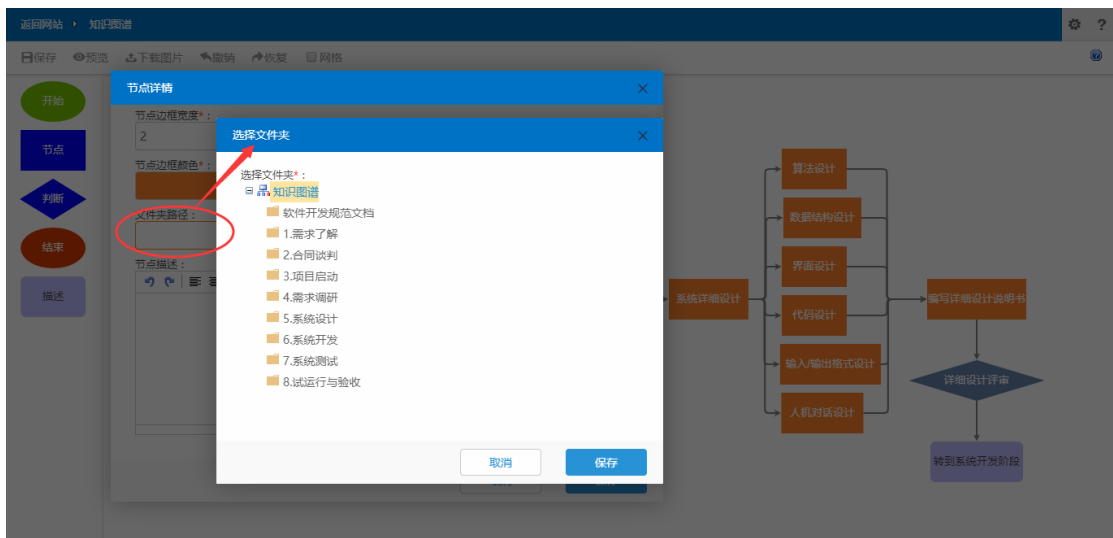 返回网站 › 知识图谱
?
保存 预览 下载图片 撤销 恢复 网格
开始
节点
判断
结束
描述
节点详情
节点边框宽度*：
2
节点边框颜色*：
文件夹路径：
节点描述：
选择文件夹
选择文件夹*：
知识图谱
软件开发规范文档
1.需求了解
2.合同谈判
3.项目启动
4.需求调研
5.系统设计
6.系统开发
7.系统测试
8.试运行与验收
取消 保存
系统详细设计
算法设计
数据结构设计
界面设计
代码设计
输入/输出格式设计
人机对话设计
编写详细设计说明书
详细设计评审
转到系统开发阶段